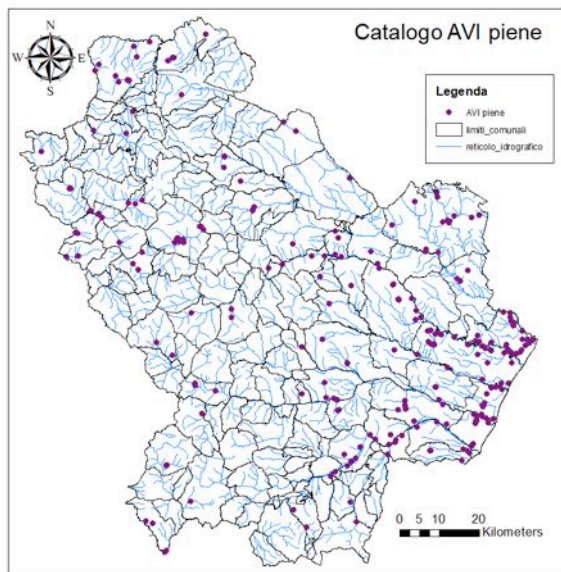 Catalogo AVI piene
N
W E
S
Legenda
AVI piene
limiti_comunali
reticolo_idrografico
0 5 10 20
Kilometers